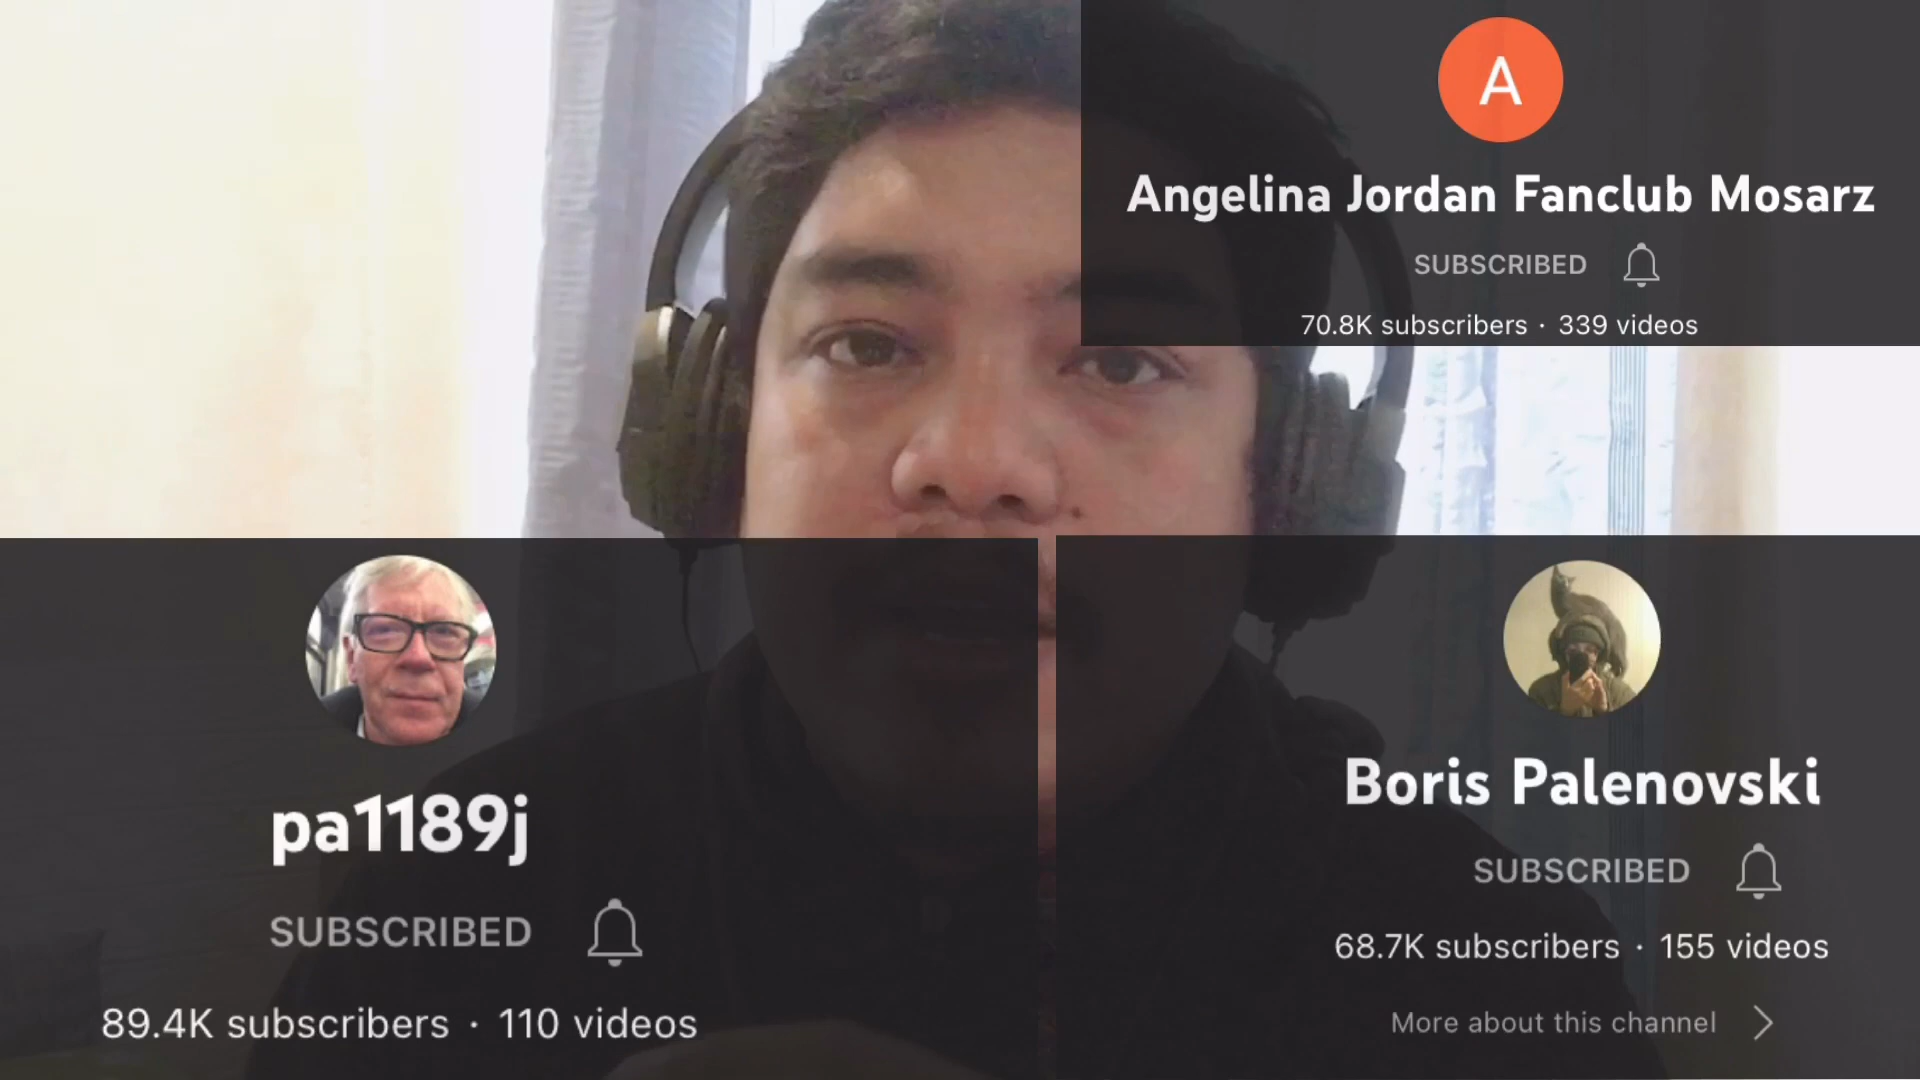 A
Angelina Jordan Fanclub Mosarz
SUBSCRIBED
70.8K subscribers · 339 videos
pa1189j
SUBSCRIBED
89.4K subscribers · 110 videos
Boris Palenovski
SUBSCRIBED
68.7K subscribers · 155 videos
More about this channel